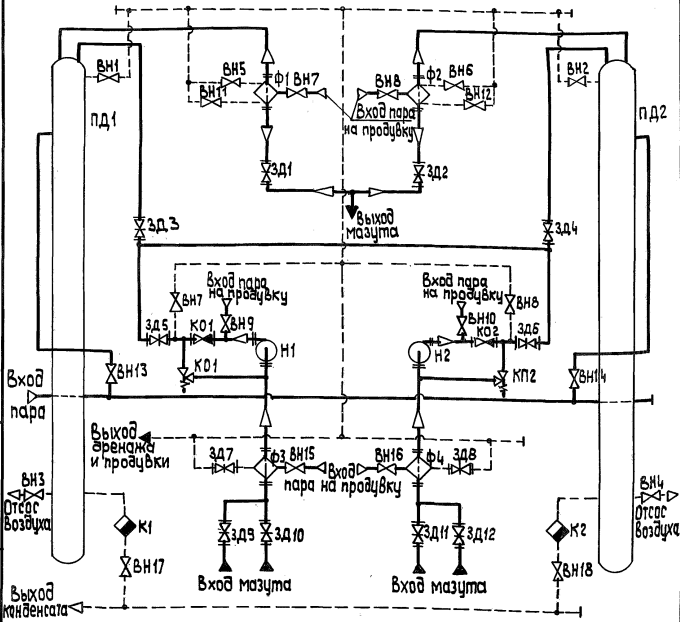 ВН1
ВН5
ВН11
Ф1
ВН7
ВН8
Ф2
ВН6
ВН12
ВН2
ПД1
Вход пара
на продувку
ПД2
ЗД1
ЗД2
Выход
мазута
ЗД3
ЗД4
ВН7
Вход пара
на продувку
Вход пара
на продувку
ВН8
ЗД5
КО1
ВН9
Н1
Н2
ВН10
КО2
ЗД6
ВН13
КО1
КП2
ВН14
Вход
пара
Выход
дренажа
и продувки
ЗД7
Ф3
ВН15
Вход
пара на продувку
ВН16
Ф4
ЗД8
ВН3
Отсос
воздуха
ВН4
Отсос
воздуха
К1
ЗД9
ЗД10
ЗД11
ЗД12
К2
ВН17
ВН18
Вход мазута
Вход мазута
Выход
конденсата